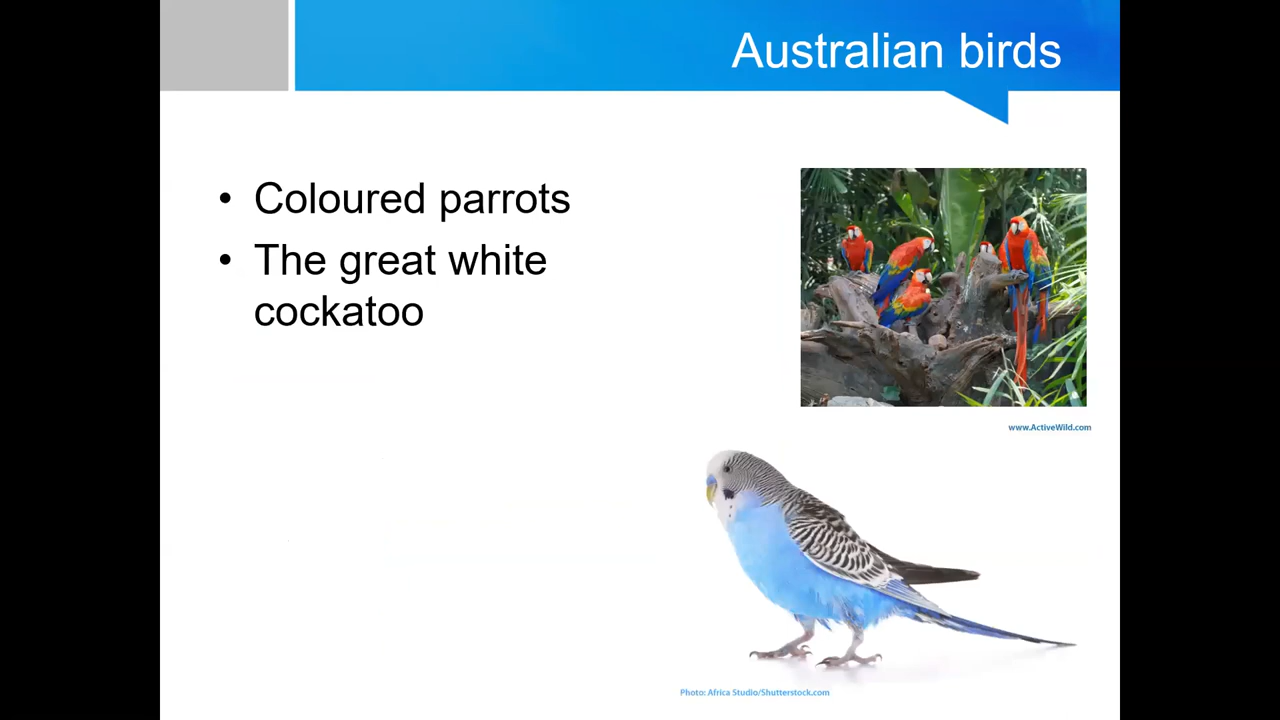 Australian birds
• Coloured parrots
• The great white
cockatoo
www.ActiveWild.com
Photo: Africa Studio/Shutterstock.com